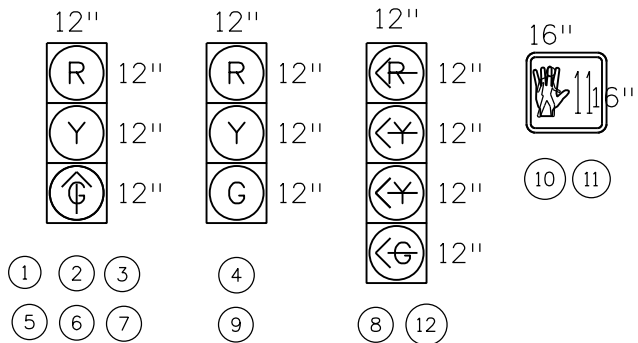 12" 12" 12" 16"
R 12" R 12" R 12" 11 16"
Y 12" Y 12" Y 12"
G 12" G 12" Y 12" 10 11
G 12"
1 2 3 4
5 6 7 9 8 12